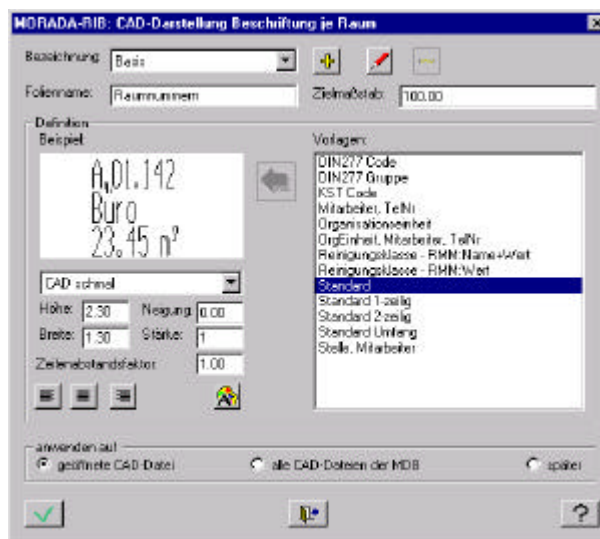 MORADA-RIB: CAD-Darstellung Beschriftung je Raum
Bezeichnung: Basis
Folienname: Raumnummern Zielmaßstab: 100.00
Definition
Beispiel: Vorlagen:
A,01.142
Büro
23.45 m²
DIN277 Code
DIN277 Gruppe
KST Code
Mitarbeiter, TelNr
Organisationseinheit
OrgEinheit, Mitarbeiter, TelNr
Reinigungsklasse - RMM:Name+Wert
Reinigungsklasse - RMM:Wert
Standard
Standard 1-zeilig
Standard 2-zeilig
Standard Umfang
Stelle, Mitarbeiter
CAD schmal
Höhe: 2.30 Neigung: 0.00
Breite: 1.30 Stärke: 1
Zeilenabstandsfaktor: 1.00
anwenden auf
geöffnete CAD-Datei alle CAD-Dateien der MDB später
?